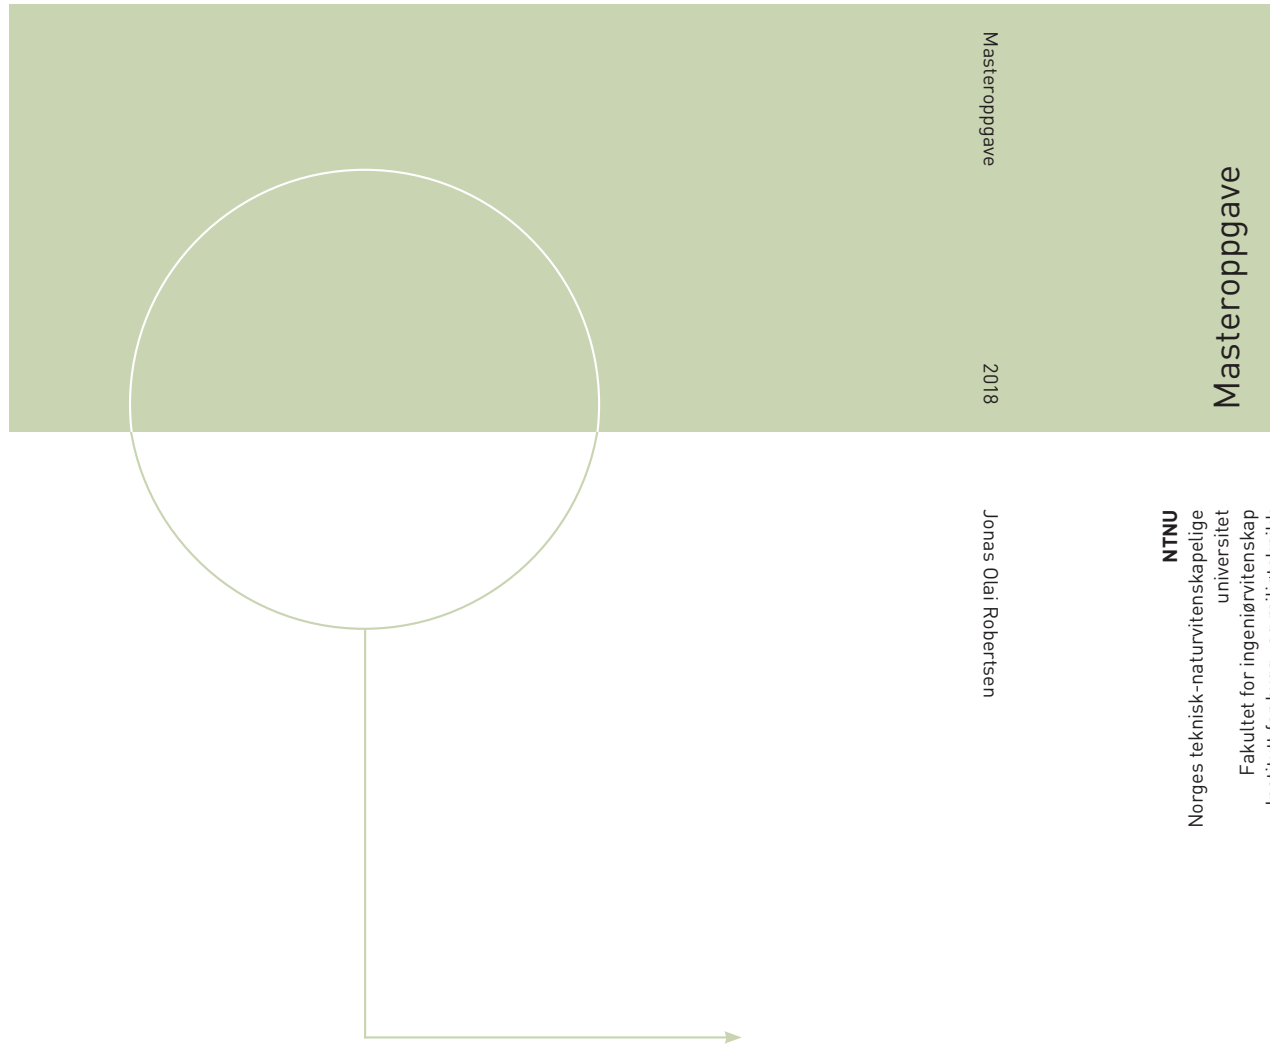 Masteroppgave
2018
Jonas Olai Robertsen
Masteroppgave
NTNU
Norges teknisk-naturvitenskapelige
universitet
Fakultet for ingeniørvitenskap